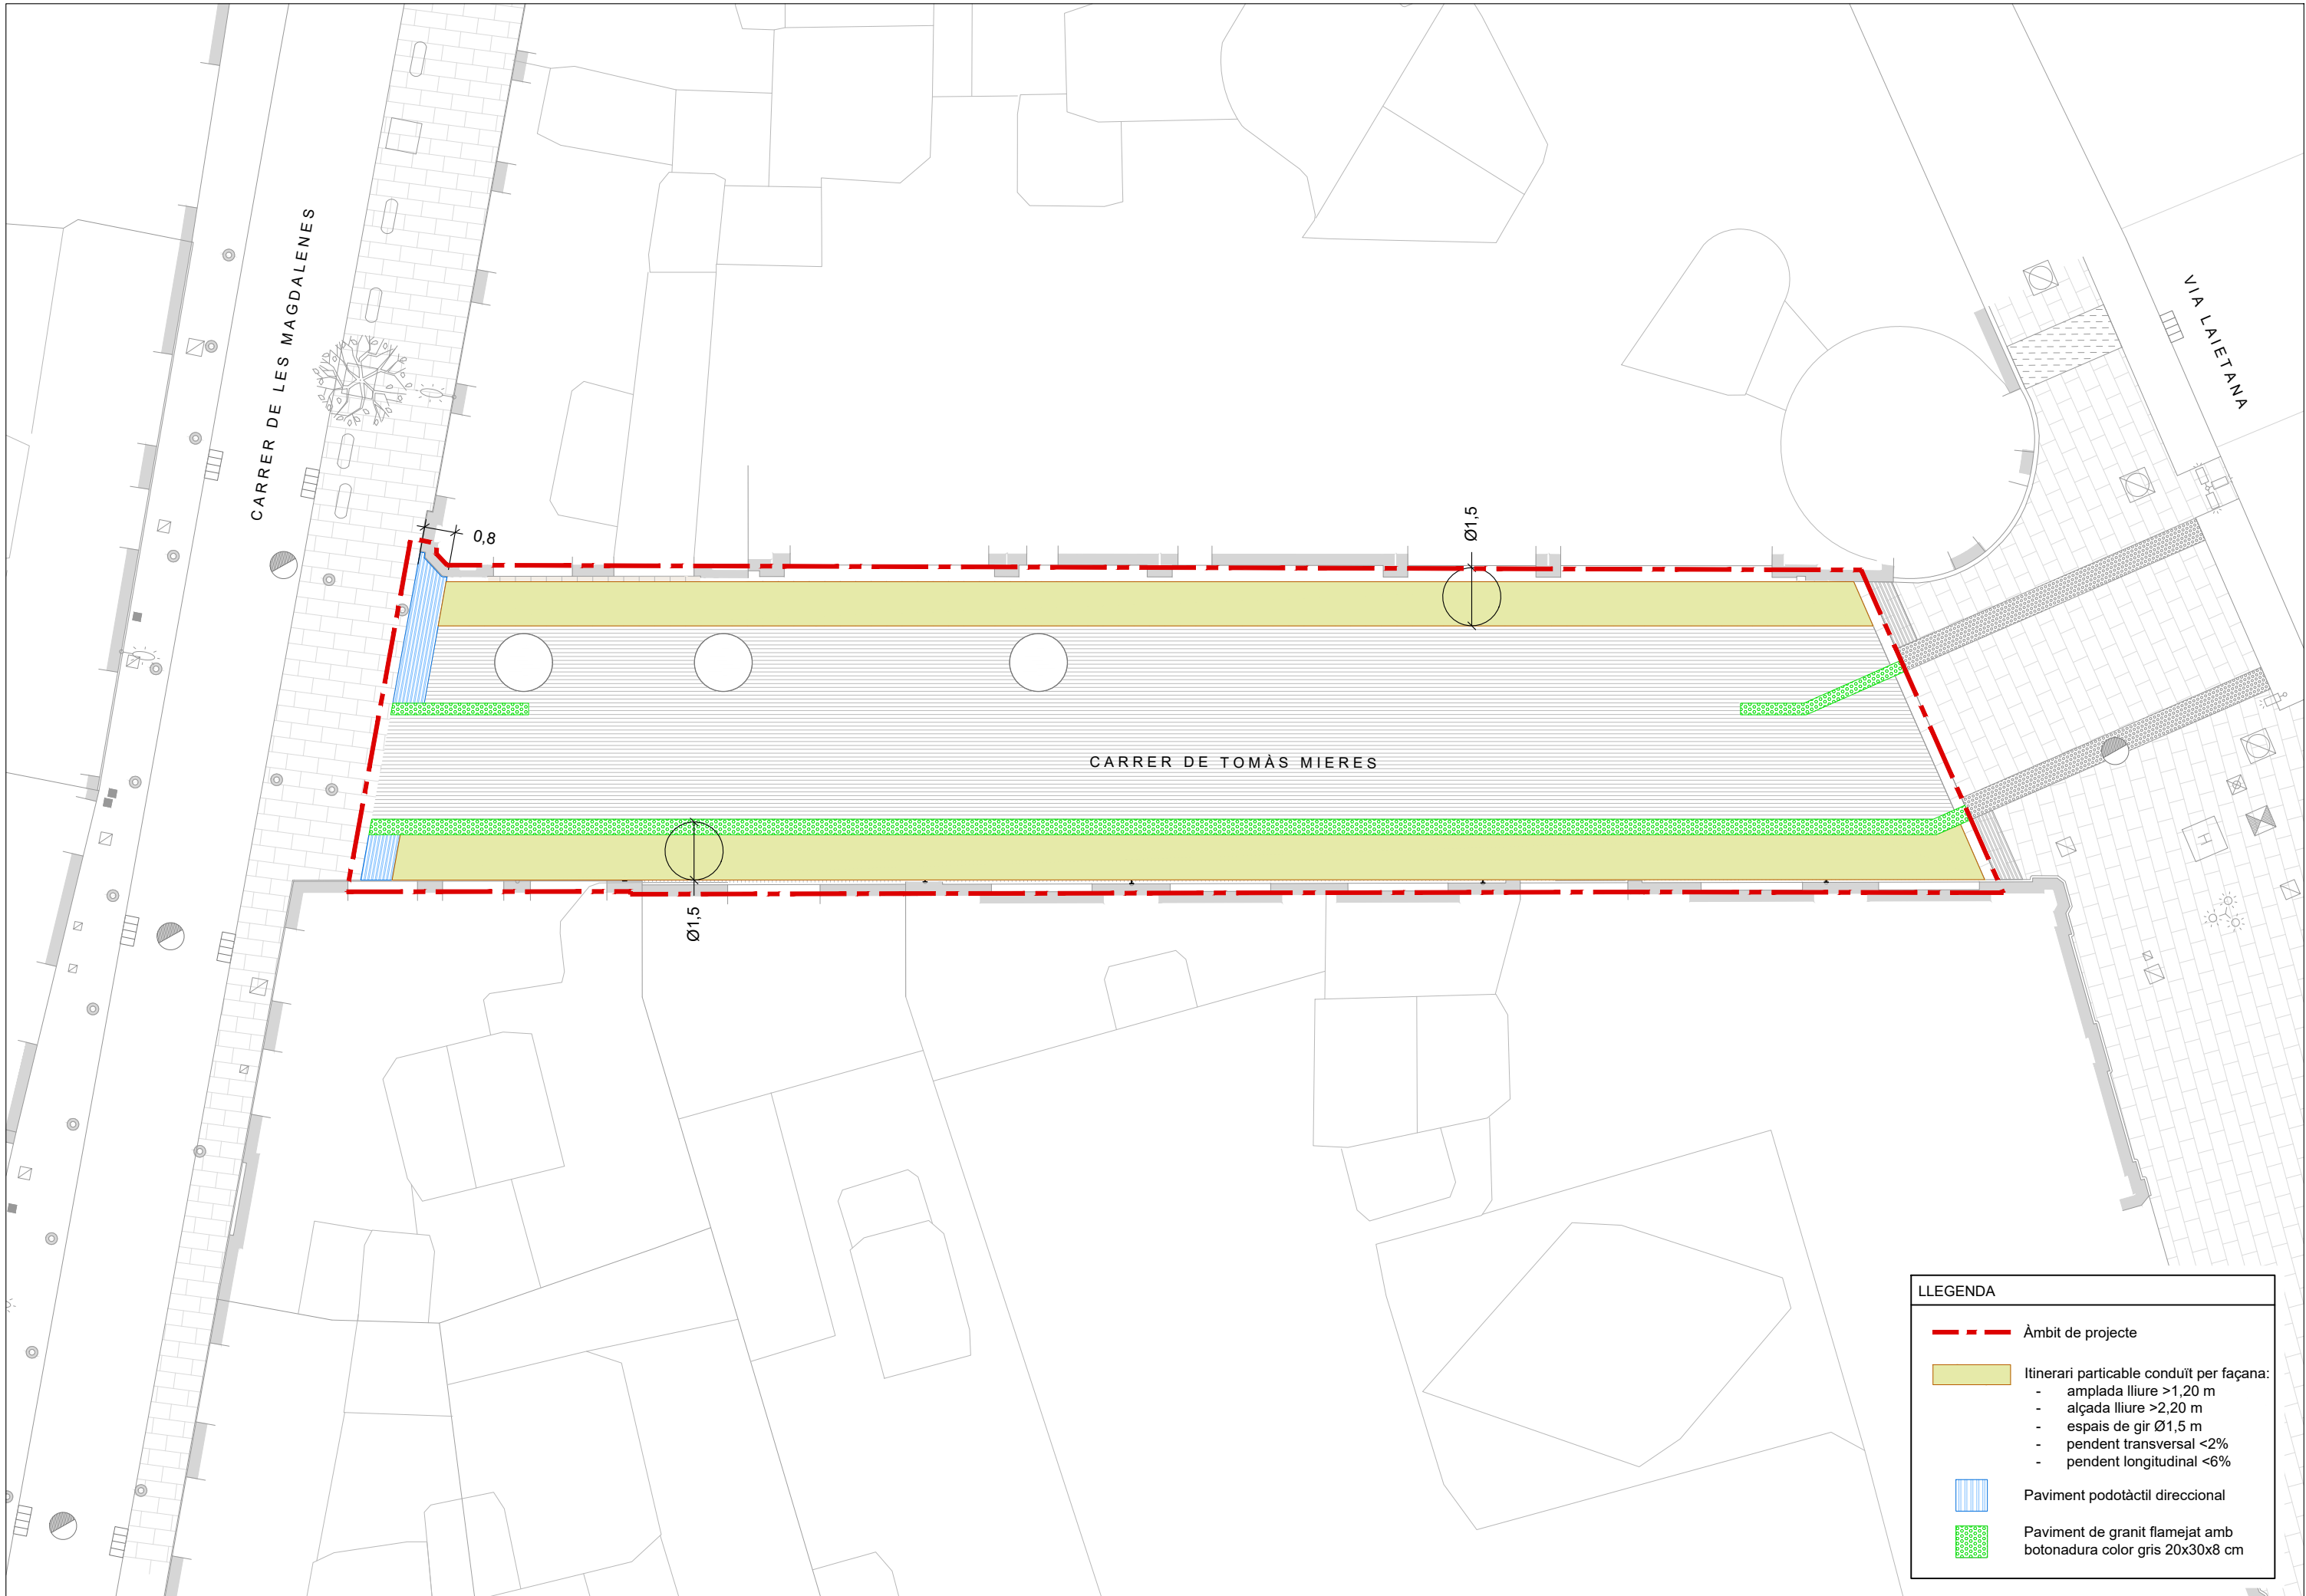 CARRER DE LES MAGDALENES
VIA LAIETANA
0,8
Ø1,5
CARRER DE TOMÀS MIERES
Ø1,5
H
LLEGENDA
Àmbit de projecte
Itinerari particable conduït per façana:
- amplada lliure >1,20 m
- alçada lliure >2,20 m
- espais de gir Ø1,5 m
- pendent transversal <2%
- pendent longitudinal <6%
Paviment podotàctil direccional
Paviment de granit flamejat amb
botonadura color gris 20x30x8 cm